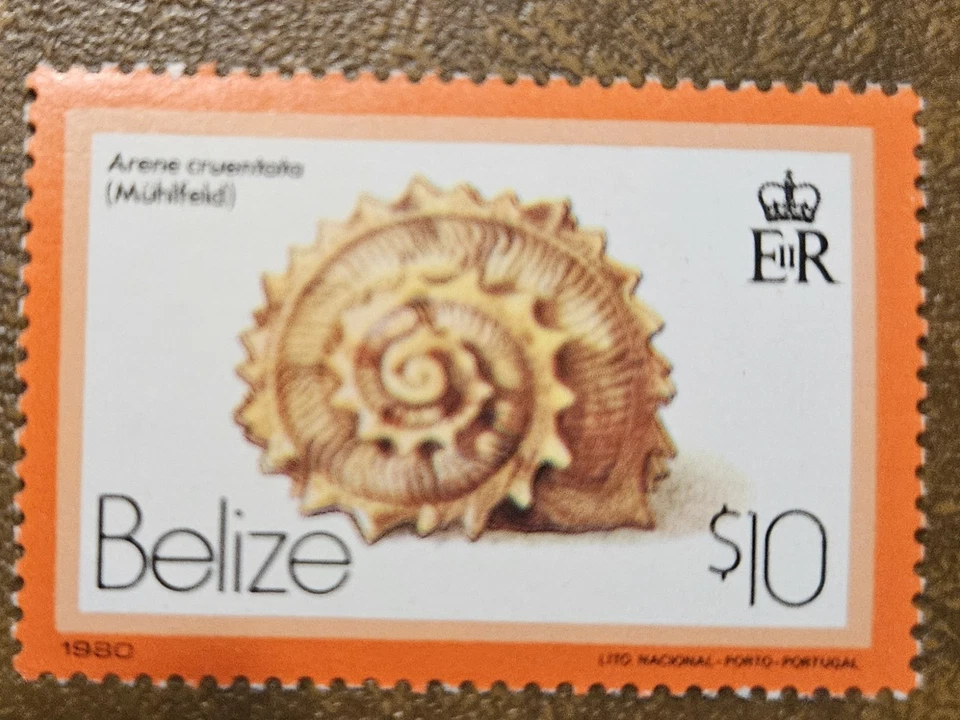 Arene cruentata
(Mühlfeld)
EIIR
Belize
$10
1980
LITO NACIONAL-PORTO-PORTUGAL